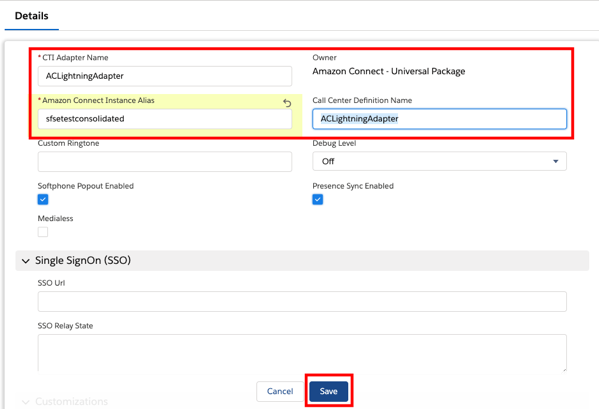 Details
* CTI Adapter Name
Owner
ACLightningAdapter
Amazon Connect - Universal Package
* Amazon Connect Instance Alias
Call Center Definition Name
sfsetestconsolidated
ACLightningAdapter
Custom Ringtone
Debug Level
Off
Softphone Popout Enabled
Presence Sync Enabled
Medialess
Single SignOn (SSO)
SSO Url
SSO Relay State
Cancel
Save
Customizations